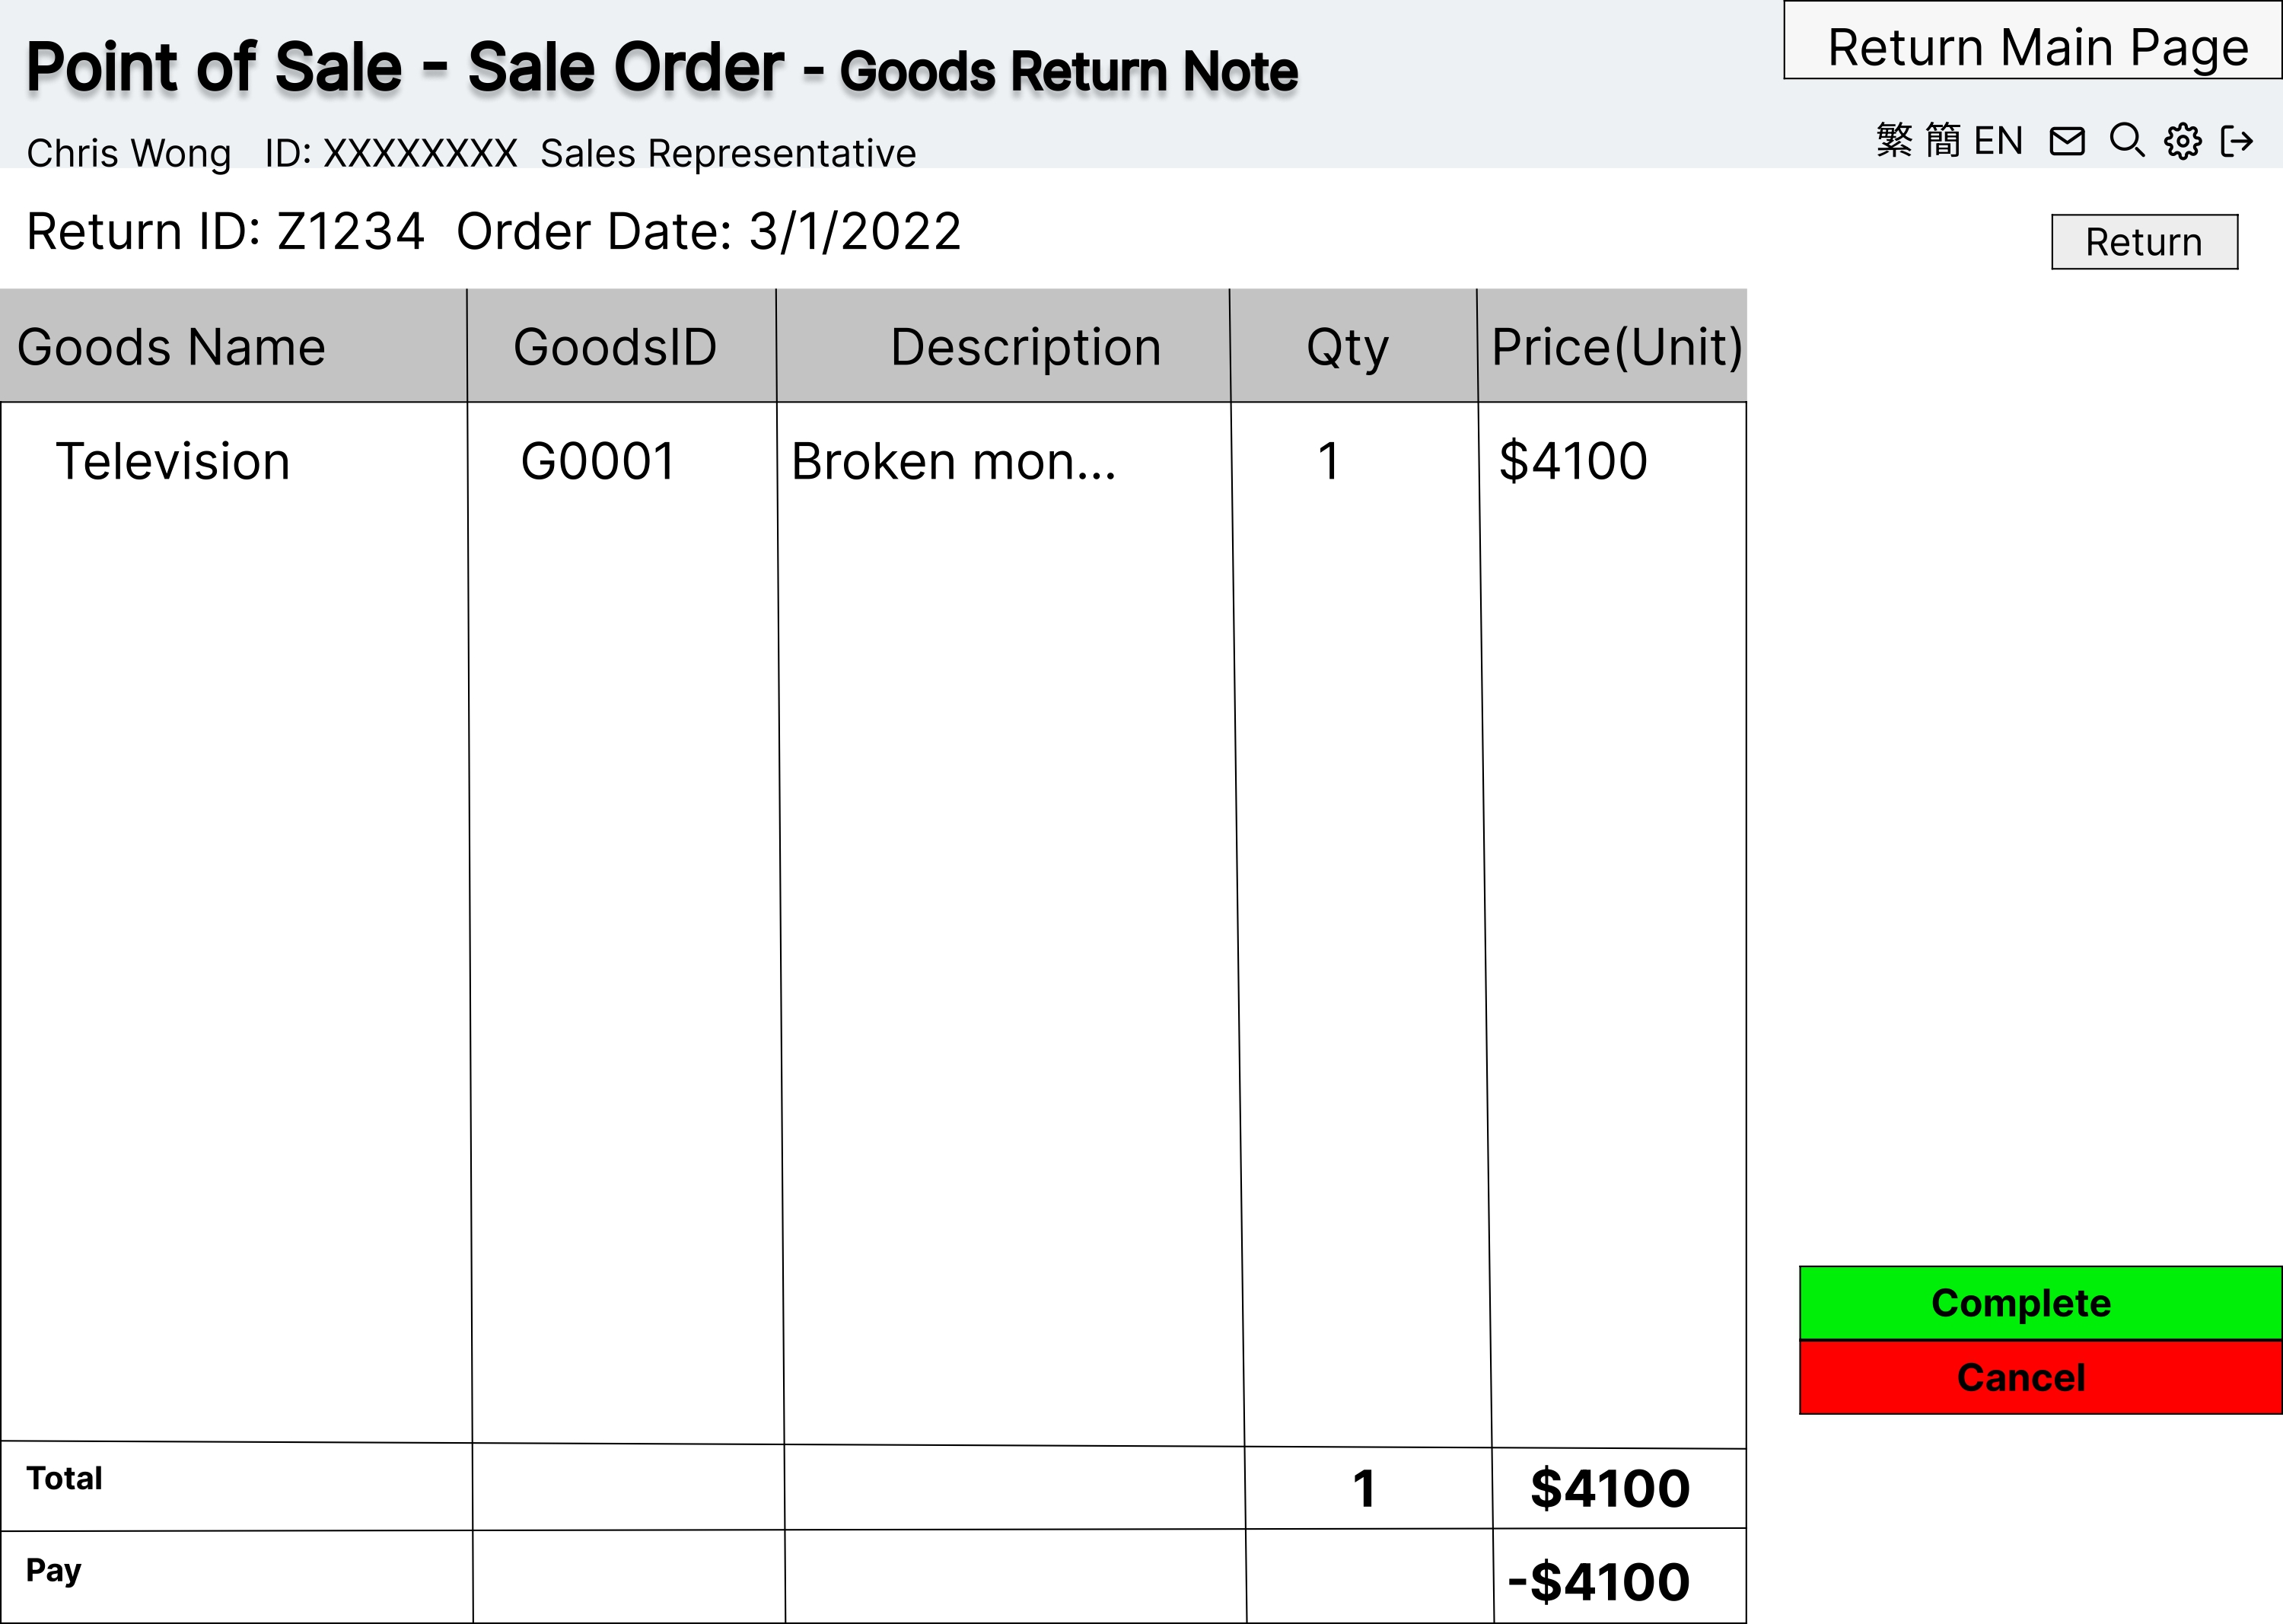 Point of Sale - Sale Order - Goods Return Note
Return Main Page
Chris Wong ID: XXXXXXXX Sales Representative
繁 簡 EN
Return ID: Z1234 Order Date: 3/1/2022
Return
Goods Name GoodsID Description Qty Price(Unit)
Television G0001 Broken mon... 1 $4100
Complete
Cancel
Total 1 $4100
Pay -$4100